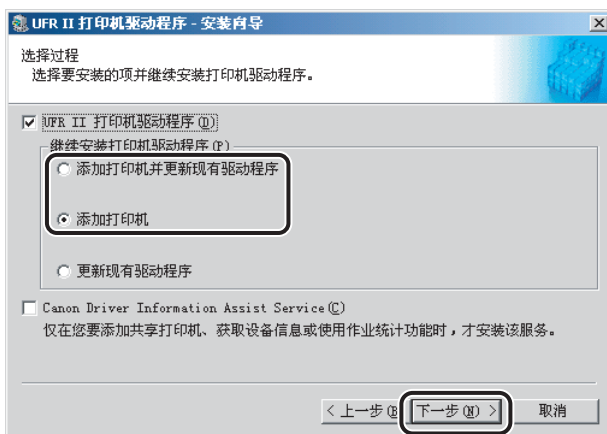 UFR II 打印机驱动程序 - 安装向导
选择过程
选择要安装的项并继续安装打印机驱动程序。
UFR II 打印机驱动程序(D)
继续安装打印机驱动程序(P)
添加打印机并更新现有驱动程序
添加打印机
更新现有驱动程序
Canon Driver Information Assist Service(C)
仅在您要添加共享打印机、获取设备信息或使用作业统计功能时，才安装该服务。
< 上一步(B 下一步(N) > 取消